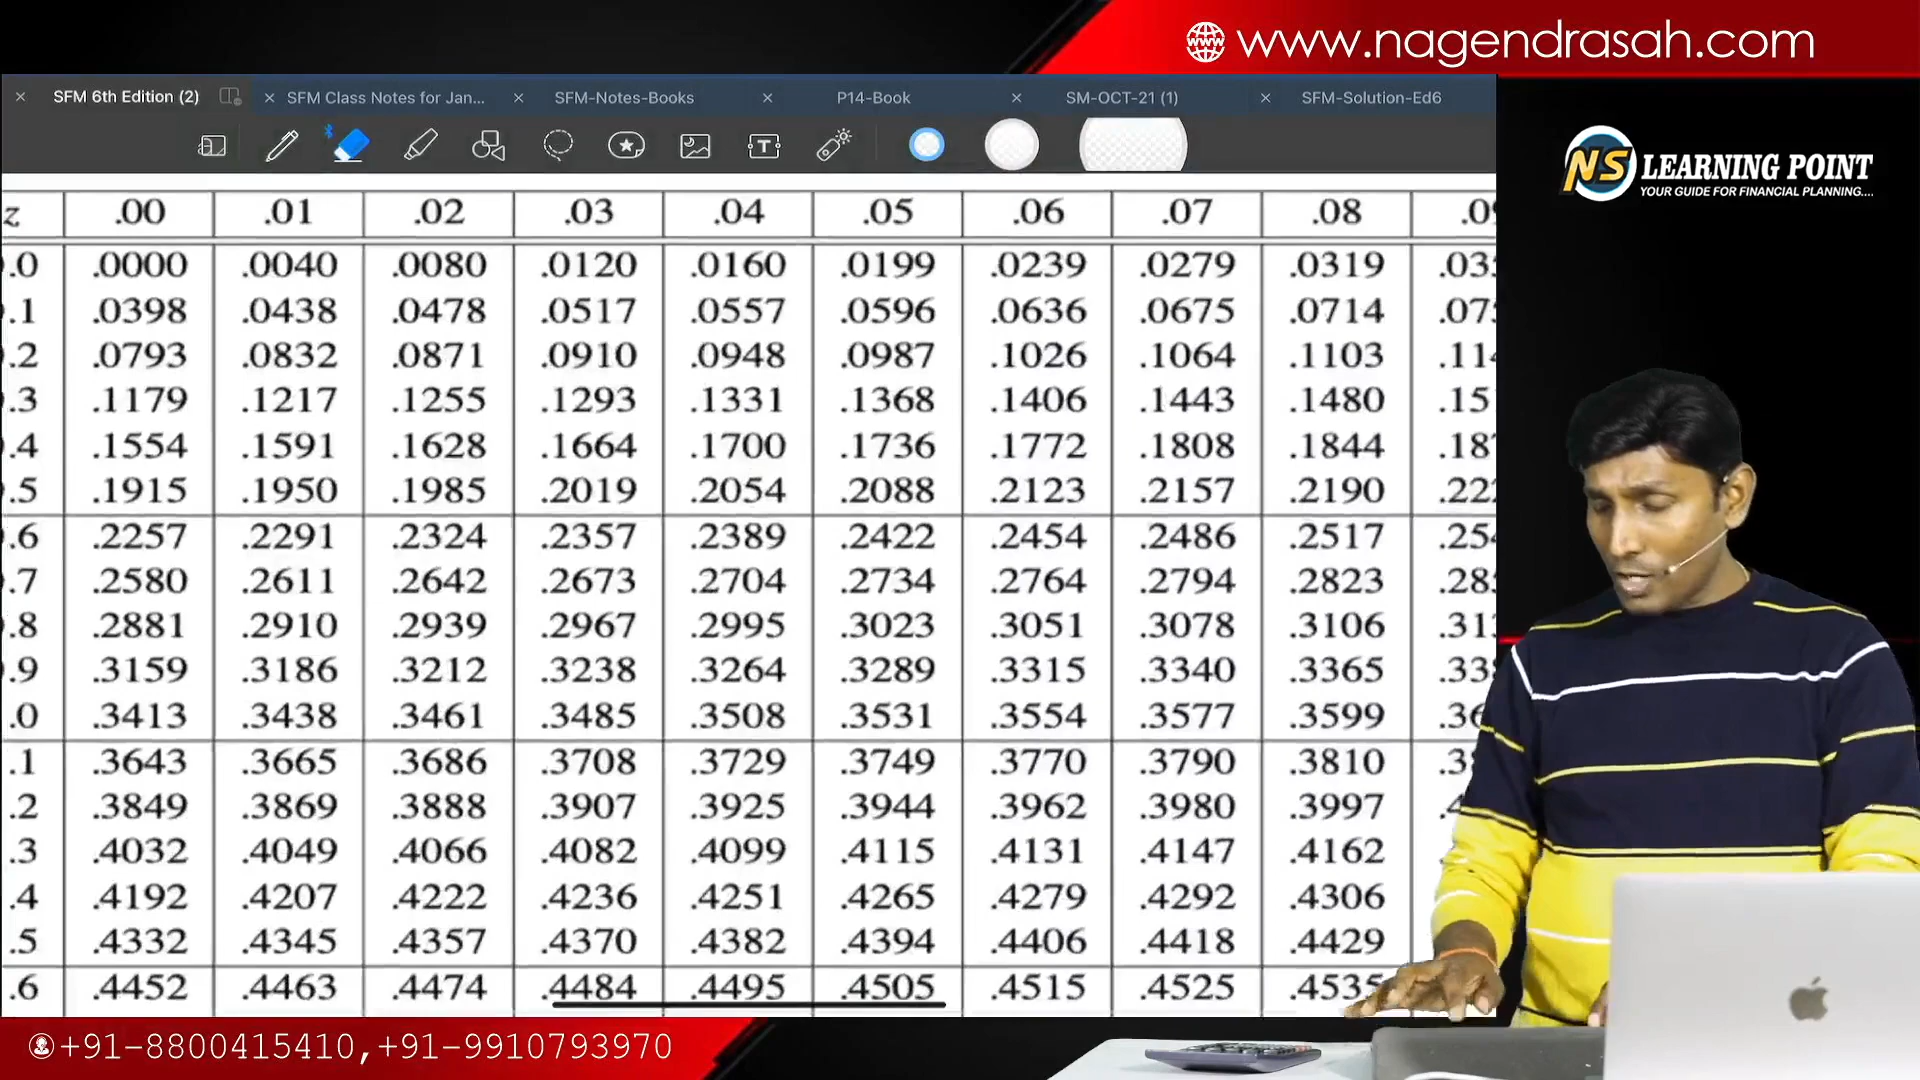 www.nagendrasah.com
SFM 6th Edition (2)
SFM Class Notes for Jan...
SFM-Notes-Books
P14-Book
SM-OCT-21 (1)
SFM-Solution-Ed6
NS LEARNING POINT
YOUR GUIDE FOR FINANCIAL PLANNING....
z .00 .01 .02 .03 .04 .05 .06 .07 .08
.0 .0000 .0040 .0080 .0120 .0160 .0199 .0239 .0279 .0319
.1 .0398 .0438 .0478 .0517 .0557 .0596 .0636 .0675 .0714
.2 .0793 .0832 .0871 .0910 .0948 .0987 .1026 .1064 .1103
.3 .1179 .1217 .1255 .1293 .1331 .1368 .1406 .1443 .1480
.4 .1554 .1591 .1628 .1664 .1700 .1736 .1772 .1808 .1844
.5 .1915 .1950 .1985 .2019 .2054 .2088 .2123 .2157 .2190
.6 .2257 .2291 .2324 .2357 .2389 .2422 .2454 .2486 .2517
.7 .2580 .2611 .2642 .2673 .2704 .2734 .2764 .2794 .2823
.8 .2881 .2910 .2939 .2967 .2995 .3023 .3051 .3078 .3106
.9 .3159 .3186 .3212 .3238 .3264 .3289 .3315 .3340 .3365
.0 .3413 .3438 .3461 .3485 .3508 .3531 .3554 .3577 .3599
.1 .3643 .3665 .3686 .3708 .3729 .3749 .3770 .3790 .3810
.2 .3849 .3869 .3888 .3907 .3925 .3944 .3962 .3980 .3997
.3 .4032 .4049 .4066 .4082 .4099 .4115 .4131 .4147 .4162
.4 .4192 .4207 .4222 .4236 .4251 .4265 .4279 .4292 .4306
.5 .4332 .4345 .4357 .4370 .4382 .4394 .4406 .4418 .4429
.6 .4452 .4463 .4474 .4484 .4495 .4505 .4515 .4525 .4535
+91-8800415410,+91-9910793970